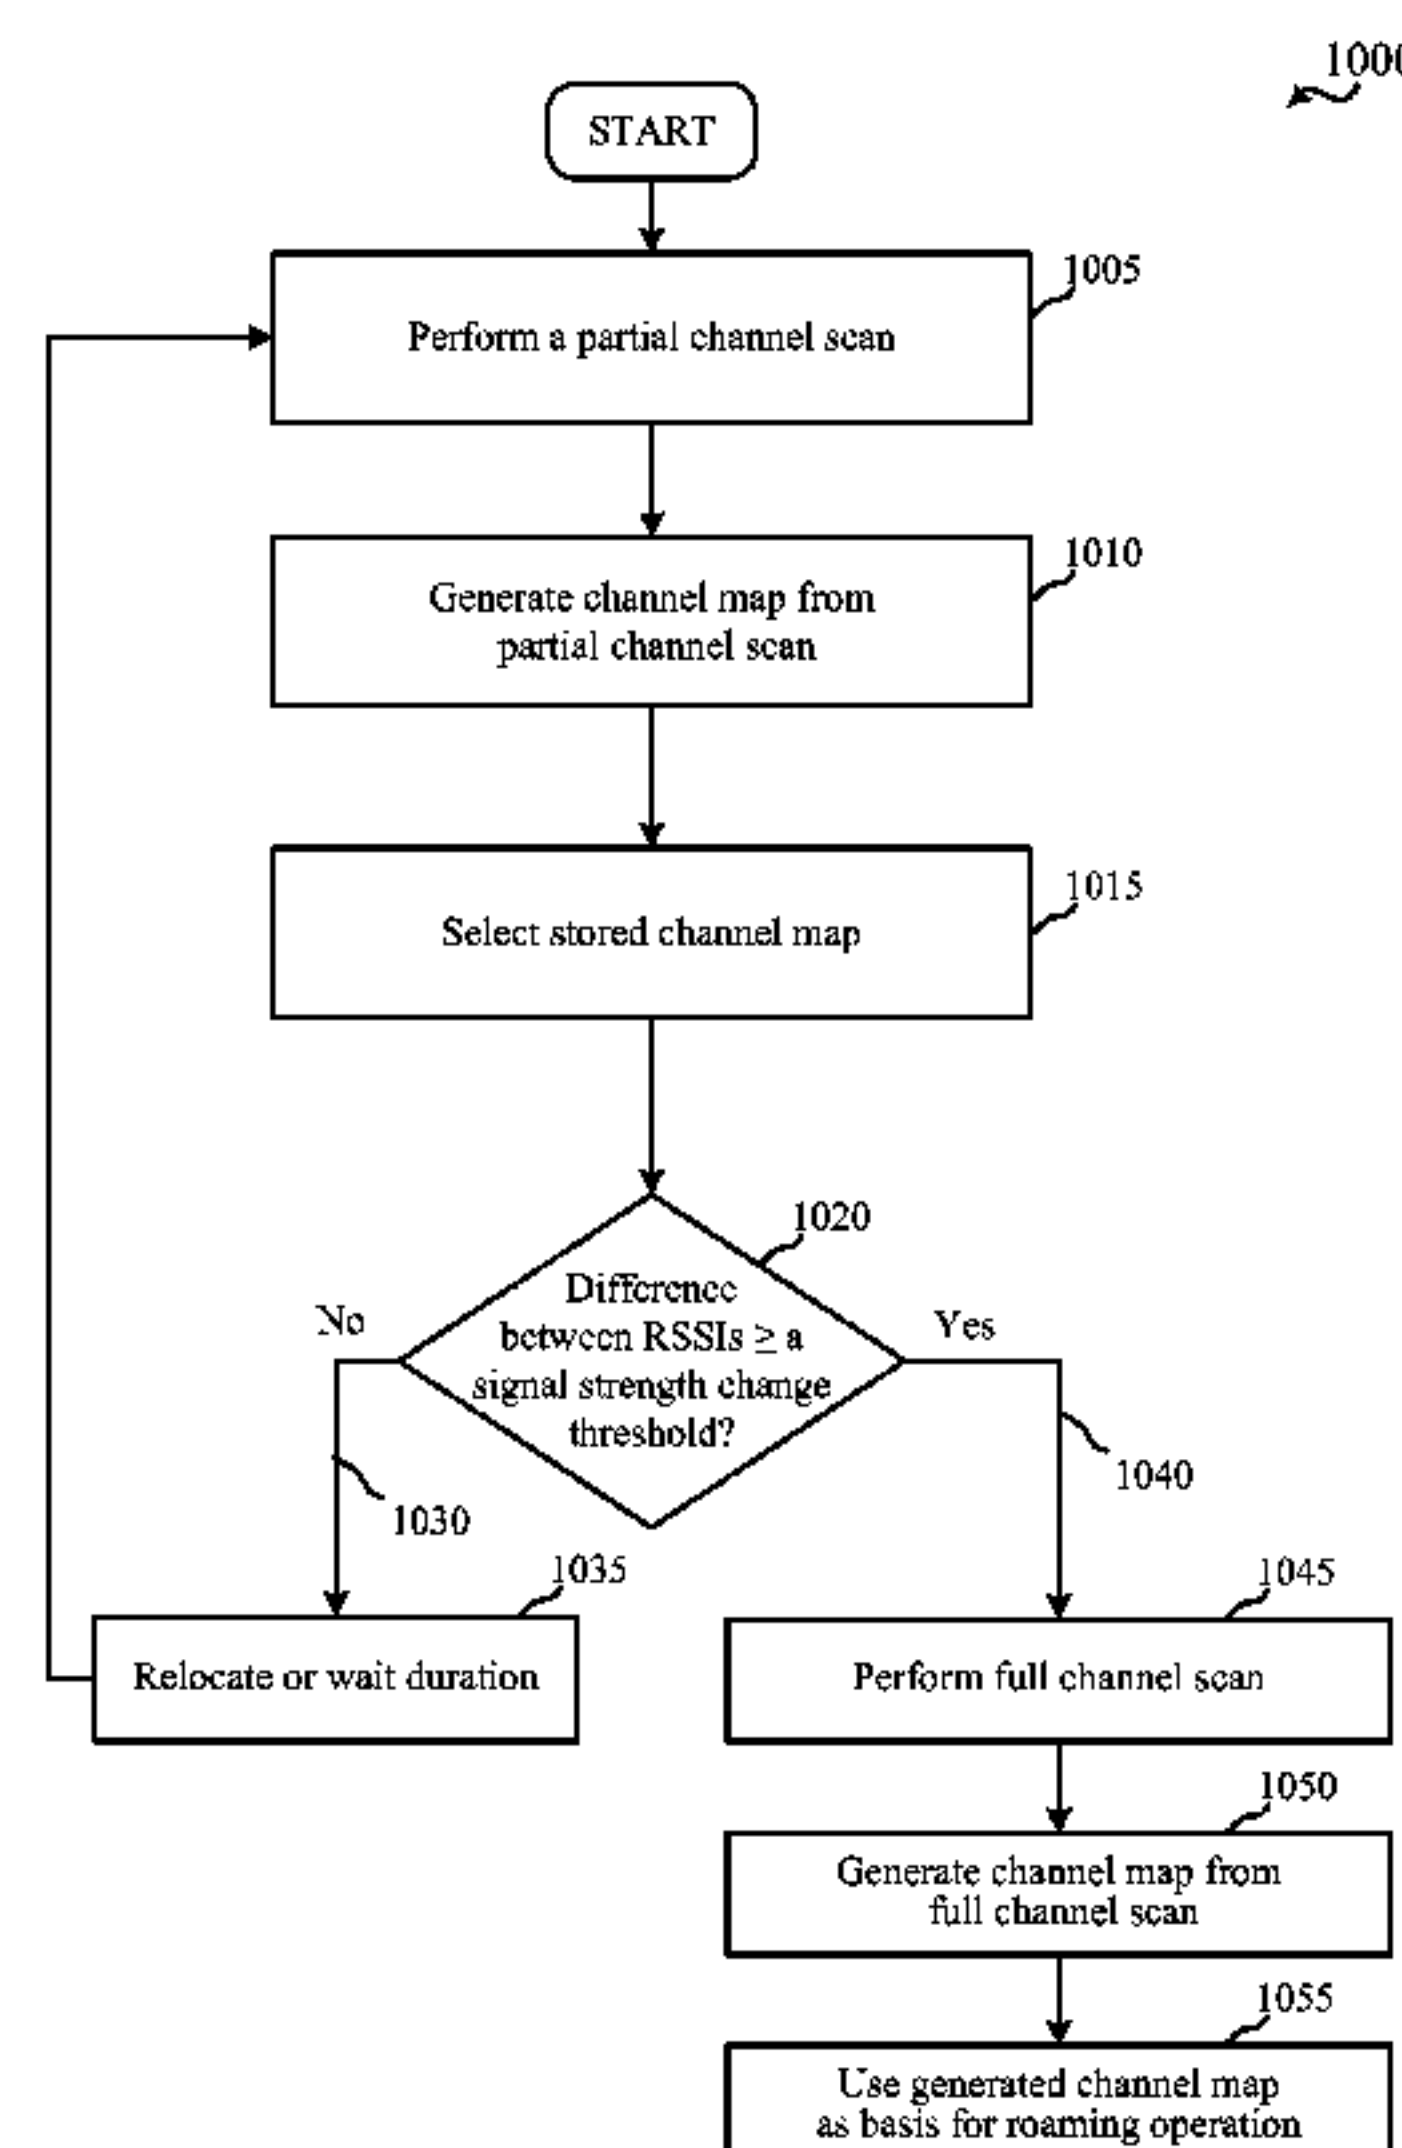 1000
START
1005
Perform a partial channel scan
1010
Generate channel map from
partial channel scan
1015
Select stored channel map
1020
Difference
between RSSIs ≥ a
signal strength change
threshold?
No
Yes
1030
1040
1035
Relocate or wait duration
1045
Perform full channel scan
1050
Generate channel map from
full channel scan
1055
Use generated channel map
as basis for roaming operation